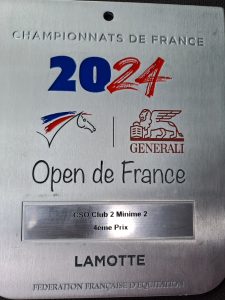 CHAMPIONNATS DE FRANCE
2024
GENERALI
Open de France
CSO Club 2 Minime 2
4ème Prix
LAMOTTE
FEDERATION FRANÇAISE D'EQUITATION